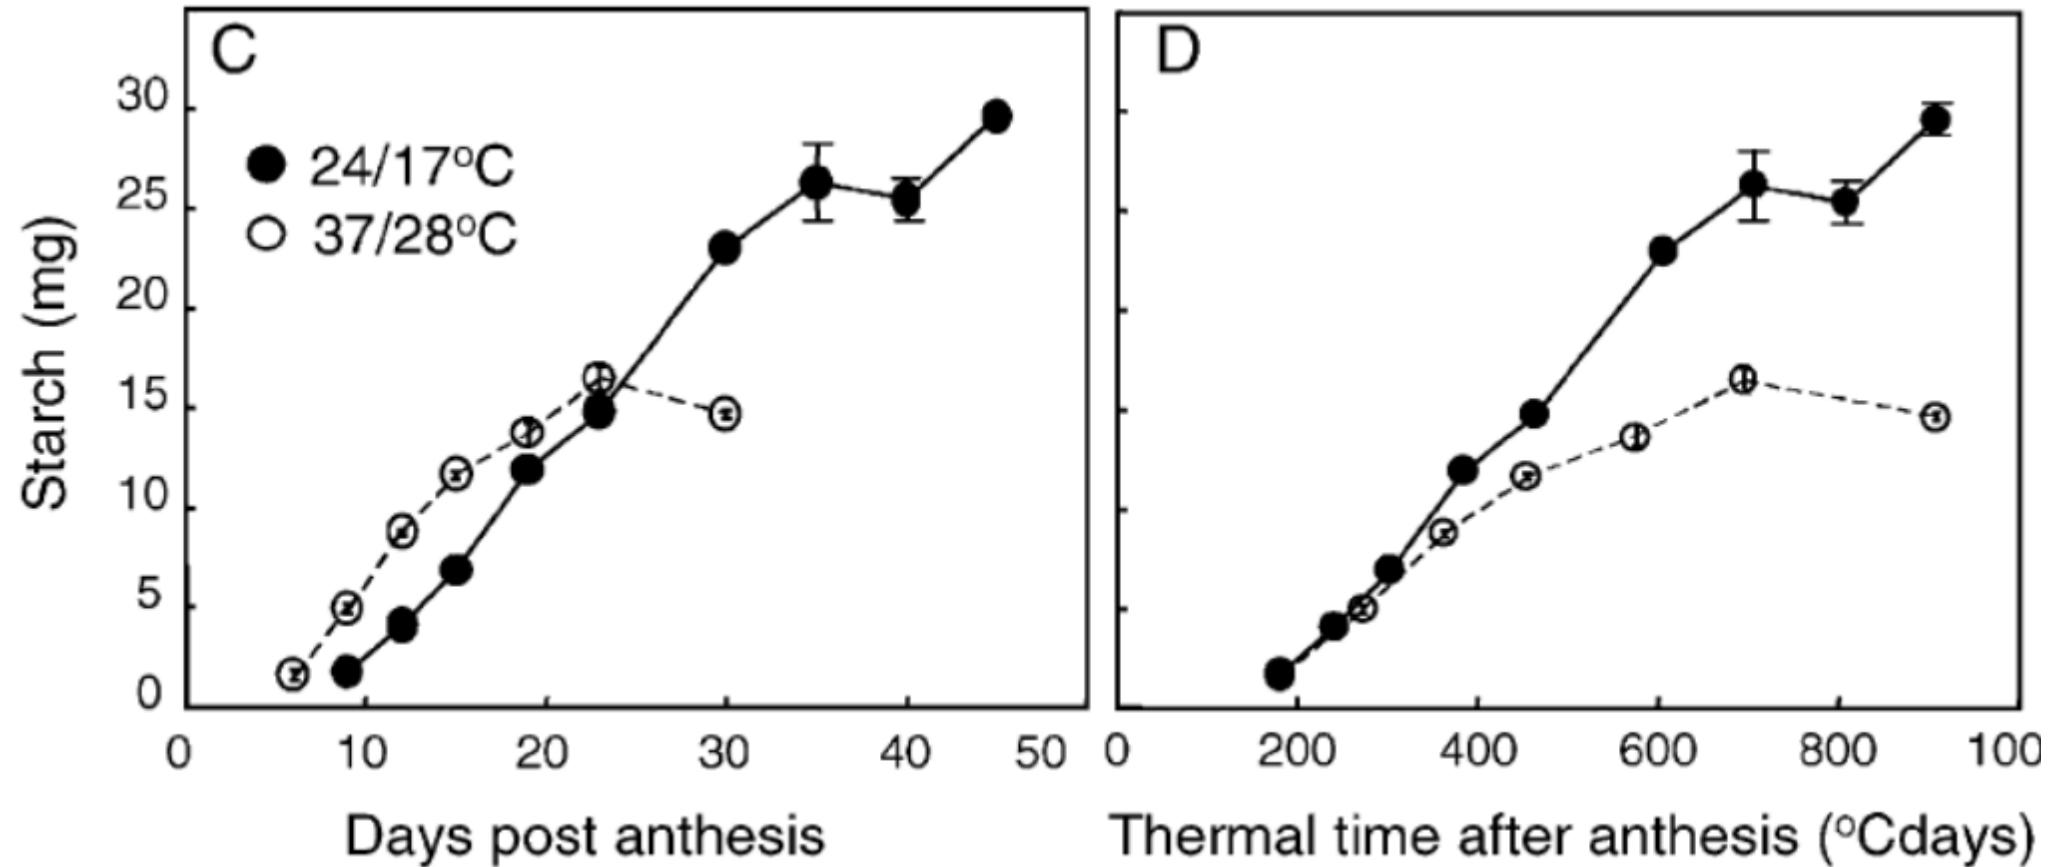 C
D
30
25
20
15
10
5
0
Starch (mg)
24/17°C
37/28°C
0 10 20 30 40 50
0 200 400 600 800 100
Days post anthesis
Thermal time after anthesis (°Cdays)